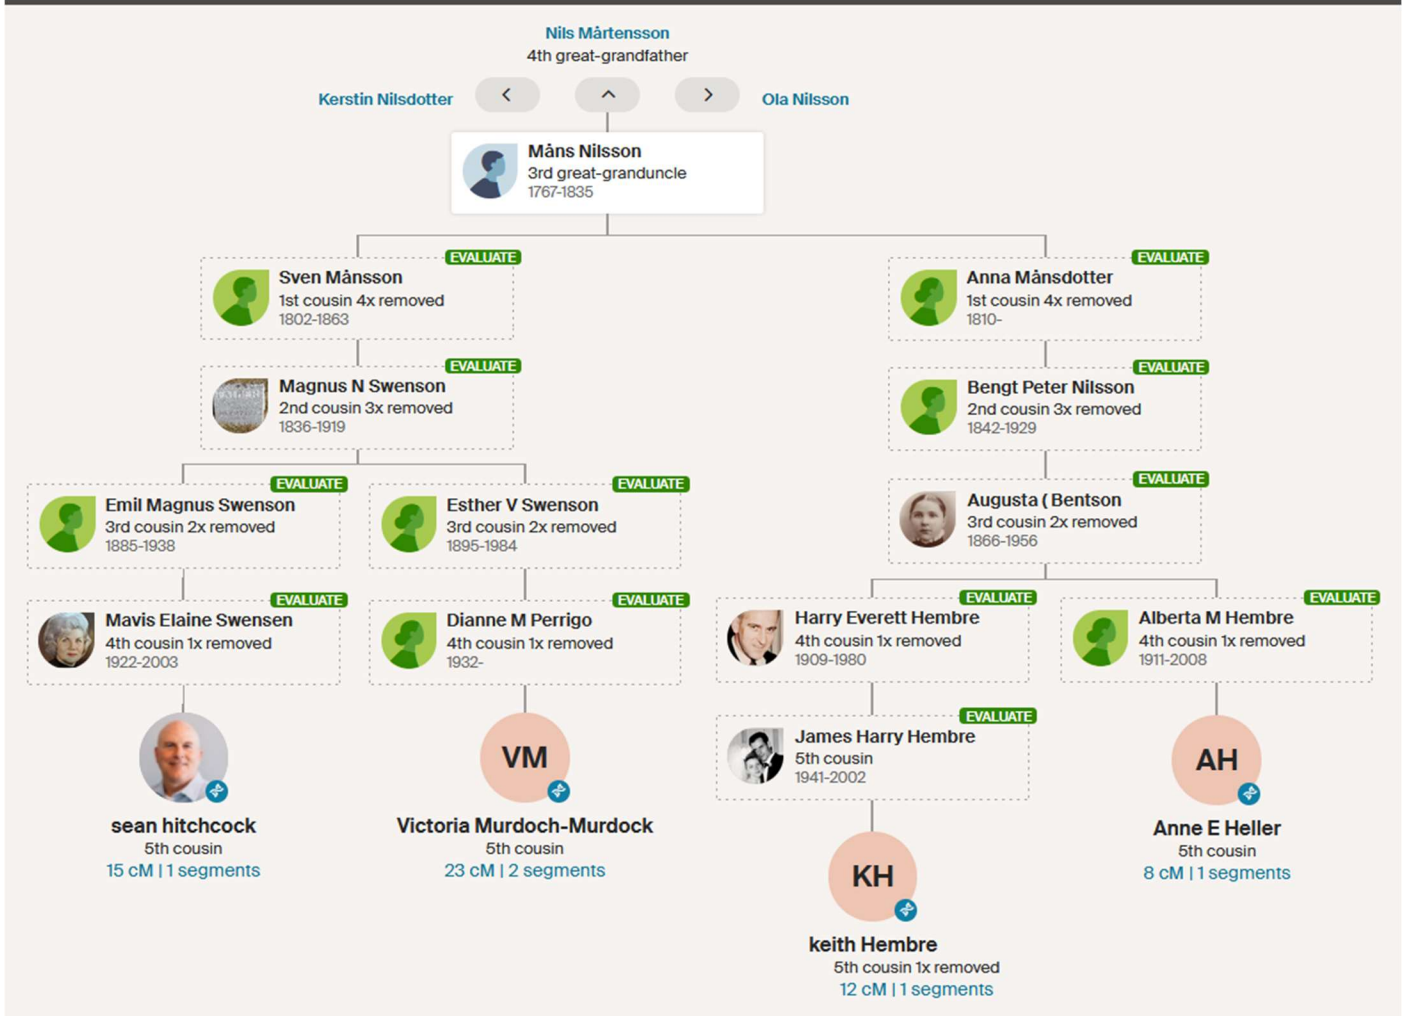 Nils Mårtensson
4th great-grandfather
Kerstin Nilsdotter
Ola Nilsson
Måns Nilsson
3rd great-granduncle
1767-1835
EVALUATE
Sven Månsson
1st cousin 4x removed
1802-1863
EVALUATE
Anna Månsdotter
1st cousin 4x removed
1810-
EVALUATE
Magnus N Swenson
2nd cousin 3x removed
1836-1919
EVALUATE
Bengt Peter Nilsson
2nd cousin 3x removed
1842-1929
EVALUATE
Emil Magnus Swenson
3rd cousin 2x removed
1885-1938
EVALUATE
Esther V Swenson
3rd cousin 2x removed
1895-1984
EVALUATE
Augusta ( Bentson
3rd cousin 2x removed
1866-1956
EVALUATE
Mavis Elaine Swensen
4th cousin 1x removed
1922-2003
EVALUATE
Dianne M Perrigo
4th cousin 1x removed
1932-
EVALUATE
Harry Everett Hembre
4th cousin 1x removed
1909-1980
EVALUATE
Alberta M Hembre
4th cousin 1x removed
1911-2008
sean hitchcock
5th cousin
15 cM | 1 segments
VM
Victoria Murdoch-Murdock
5th cousin
23 cM | 2 segments
EVALUATE
James Harry Hembre
5th cousin
1941-2002
AH
Anne E Heller
5th cousin
8 cM | 1 segments
KH
keith Hembre
5th cousin 1x removed
12 cM | 1 segments